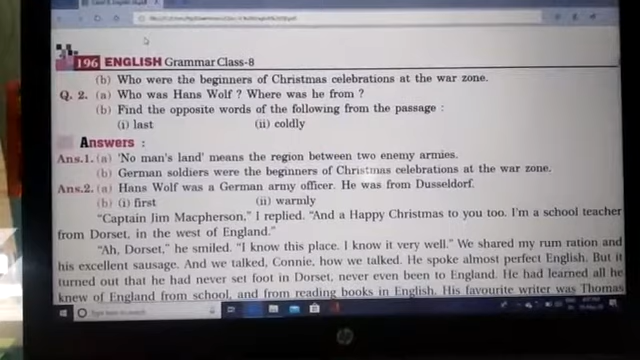 196 ENGLISH Grammar Class-8
(b) Who were the beginners of Christmas celebrations at the war zone.
Q. 2. (a) Who was Hans Wolf ? Where was he from ?
(b) Find the opposite words of the following from the passage :
(i) last (ii) coldly
Answers :
Ans.1. (a) 'No man's land' means the region between two enemy armies.
(b) German soldiers were the beginners of Christmas celebrations at the war zone.
Ans.2. (a) Hans Wolf was a German army officer. He was from Dusseldorf.
(b) (i) first (ii) warmly
"Captain Jim Macpherson," I replied. "And a Happy Christmas to you too. I'm a school teacher
from Dorset, in the west of England."
"Ah, Dorset," he smiled. "I know this place. I know it very well." We shared my rum ration and
his excellent sausage. And we talked, Connie, how we talked. He spoke almost perfect English. But it
turned out that he had never set foot in Dorset, never even been to England. He had learned all he
knew of England from school, and from reading books in English. His favourite writer was Thomas
Type here to search
hp